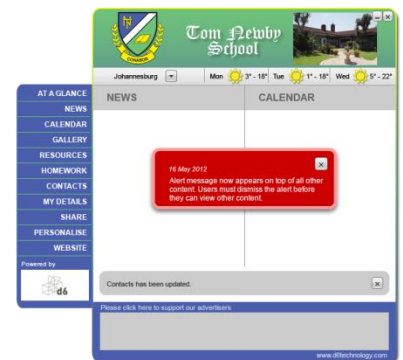 Tom Newby
School
DONABOR
Johannesburg
Mon 3° - 16° Tue 1° - 18° Wed 5° - 22°
AT A GLANCE
NEWS
CALENDAR
GALLERY
RESOURCES
HOMEWORK
CONTACTS
MY DETAILS
SHARE
PERSONALISE
WEBSITE
Powered by
d6
NEWS
CALENDAR
16 May 2012
Alert message now appears on top of all other
content. Users must dismiss the alert before
they can view other content.
Contacts has been updated.
Please click here to support our advertisers
www.d6technology.com